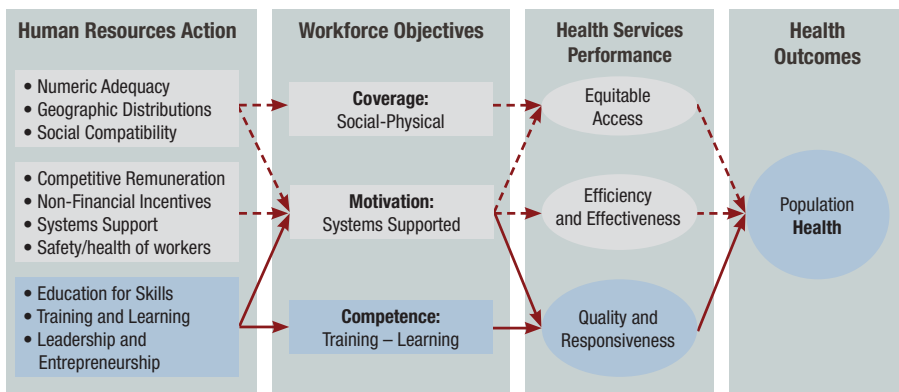 Human Resources Action
• Numeric Adequacy
• Geographic Distributions
• Social Compatibility
• Competitive Remuneration
• Non-Financial Incentives
• Systems Support
• Safety/health of workers
• Education for Skills
• Training and Learning
• Leadership and
Entrepreneurship
Workforce Objectives
Coverage:
Social-Physical
Motivation:
Systems Supported
Competence:
Training – Learning
Health Services
Performance
Equitable
Access
Efficiency
and Effectiveness
Quality and
Responsiveness
Health
Outcomes
Population
Health